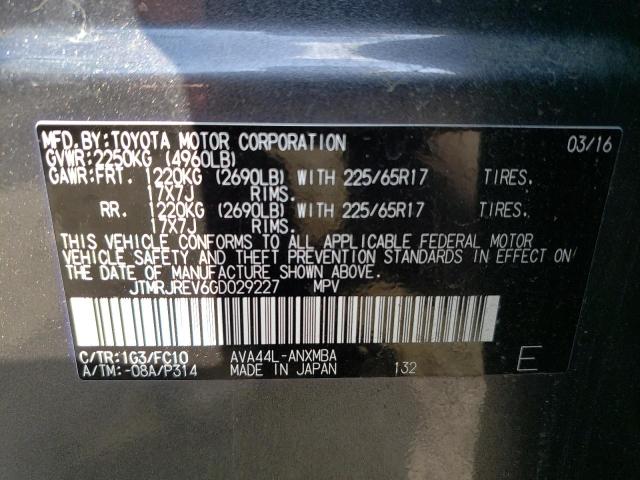 MFD.BY:TOYOTA MOTOR CORPORATION 03/16
GVWR:2250KG (4960LB)
GAWR:FRT. 1220KG (2690LB) WITH 225/65R17 TIRES.
17X7J RIMS.
RR. 1220KG (2690LB) WITH 225/65R17 TIRES.
17X7J RIMS.
THIS VEHICLE CONFORMS TO ALL APPLICABLE FEDERAL MOTOR
VEHICLE SAFETY AND THEFT PREVENTION STANDARDS IN EFFECT ON
THE DATE OF MANUFACTURE SHOWN ABOVE.
JTMRJREV6GD029227 MPV
C/TR:1G3/FC10 AVA44L-ANXMBA
A/TM:-08A/P314 MADE IN JAPAN 132 E